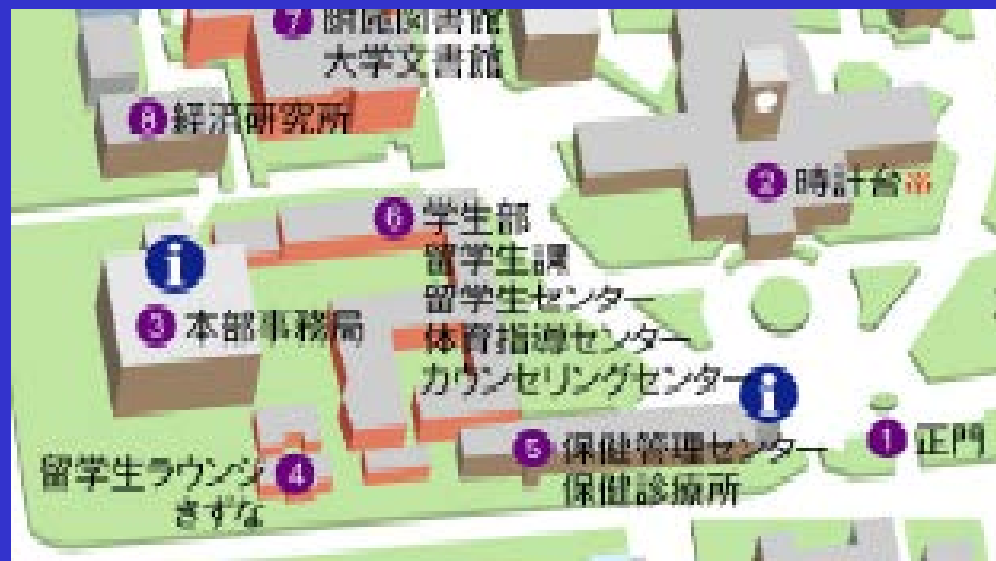 7 附属図書館
大学文書館
8 経済研究所
2 時計台
6 学生部
留学生課
留学生センター
体育指導センター
カウンセリングセンター
i
3 本部事務局
i
1 正門
5 保健管理センター
保健診療所
4 留学生ラウンジ
きずな